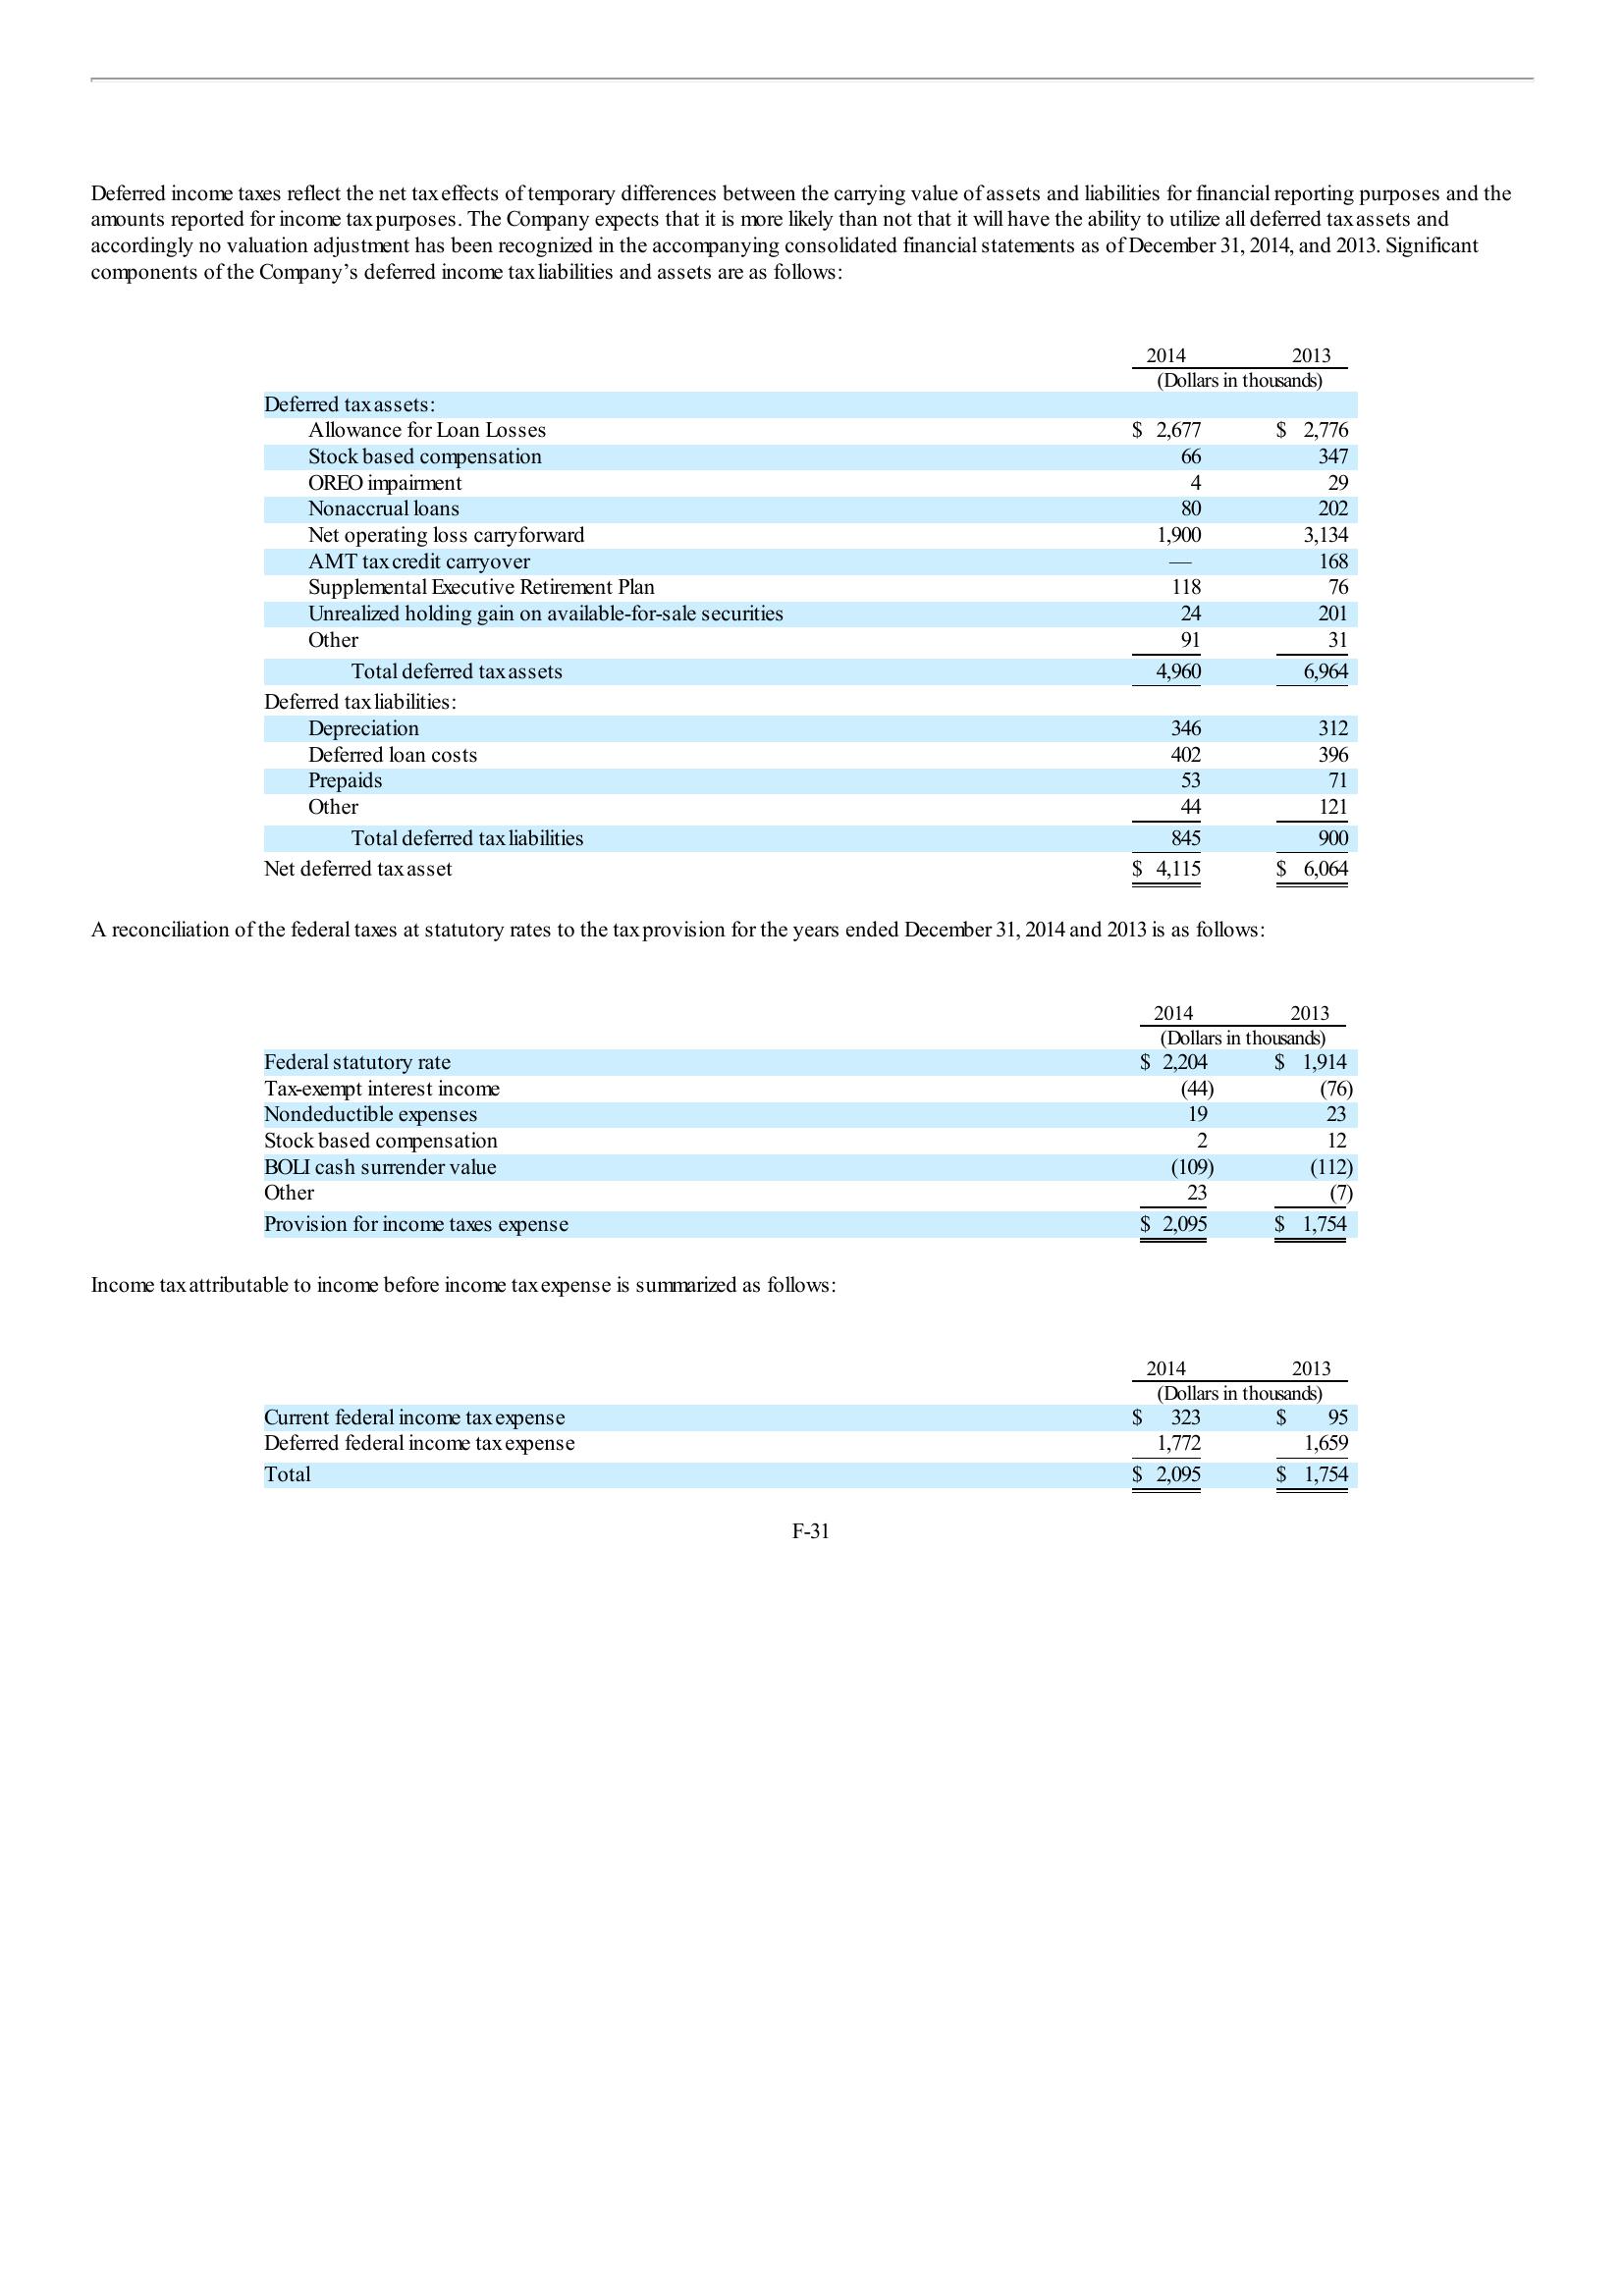 Deferred income taxes reflect the net tax effects of temporary differences between the carrying value of assets and liabilities for financial reporting purposes and the
amounts reported for income tax purposes. The Company expects that it is more likely than not that it will have the ability to utilize all deferred tax assets and
accordingly no valuation adjustment has been recognized in the accompanying consolidated financial statements as of December 31, 2014, and 2013. Significant
components of the Company’s deferred income tax liabilities and assets are as follows:
2014 2013
(Dollars in thousands)
Deferred tax assets:
Allowance for Loan Losses $ 2,677 $ 2,776
Stock based compensation 66 347
OREO impairment 4 29
Nonaccrual loans 80 202
Net operating loss carryforward 1,900 3,134
AMT tax credit carryover — 168
Supplemental Executive Retirement Plan 118 76
Unrealized holding gain on available-for-sale securities 24 201
Other 91 31
Total deferred tax assets 4,960 6,964
Deferred tax liabilities:
Depreciation 346 312
Deferred loan costs 402 396
Prepaids 53 71
Other 44 121
Total deferred tax liabilities 845 900
Net deferred tax asset $ 4,115 $ 6,064
A reconciliation of the federal taxes at statutory rates to the tax provision for the years ended December 31, 2014 and 2013 is as follows:
2014 2013
(Dollars in thousands)
Federal statutory rate $ 2,204 $ 1,914
Tax-exempt interest income (44) (76)
Nondeductible expenses 19 23
Stock based compensation 2 12
BOLI cash surrender value (109) (112)
Other 23 (7)
Provision for income taxes expense $ 2,095 $ 1,754
Income tax attributable to income before income tax expense is summarized as follows:
2014 2013
(Dollars in thousands)
Current federal income tax expense $ 323 $ 95
Deferred federal income tax expense 1,772 1,659
Total $ 2,095 $ 1,754
F-31